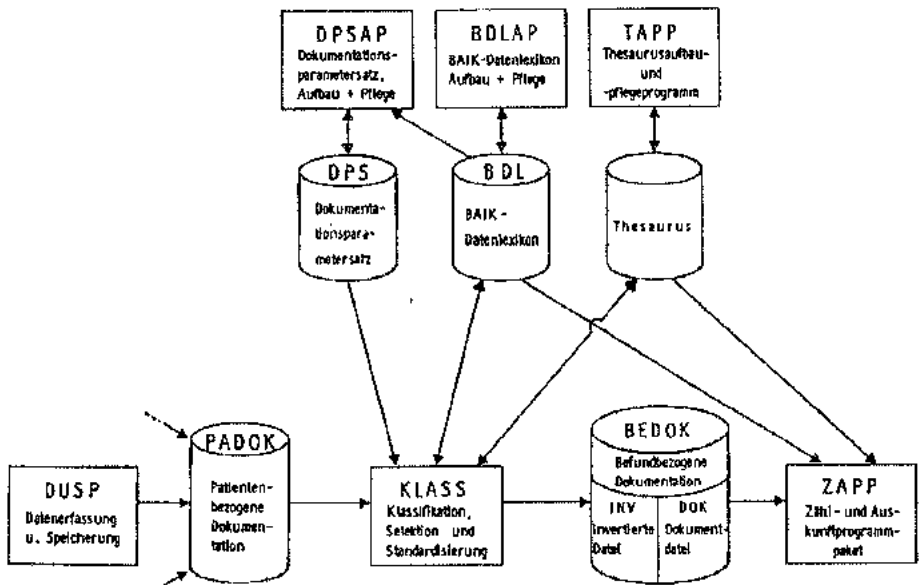 DPSAP
Dokumentations-
parametersatz,
Aufbau + Pflege
BDLAP
BAIK-Datenlexikon
Aufbau + Pflege
TAPP
Thesaurusaufbau-
und
-pflegeprogramm
DPS
Dokumenta-
tionspara-
metersatz
BDL
BAIK-
Datenlexikon
Thesaurus
DUSP
Datenerfassung
u. Speicherung
PADOK
Patienten-
bezogene
Dokumen-
tation
KLASS
Klassifikation,
Selektion und
Standardisierung
BEDOK
Befundbezogene
Dokumentation
INV
Invertierte
Datei
DOK
Dokument-
datei
ZAPP
Zähl- und Aus-
kunftprogramm-
paket